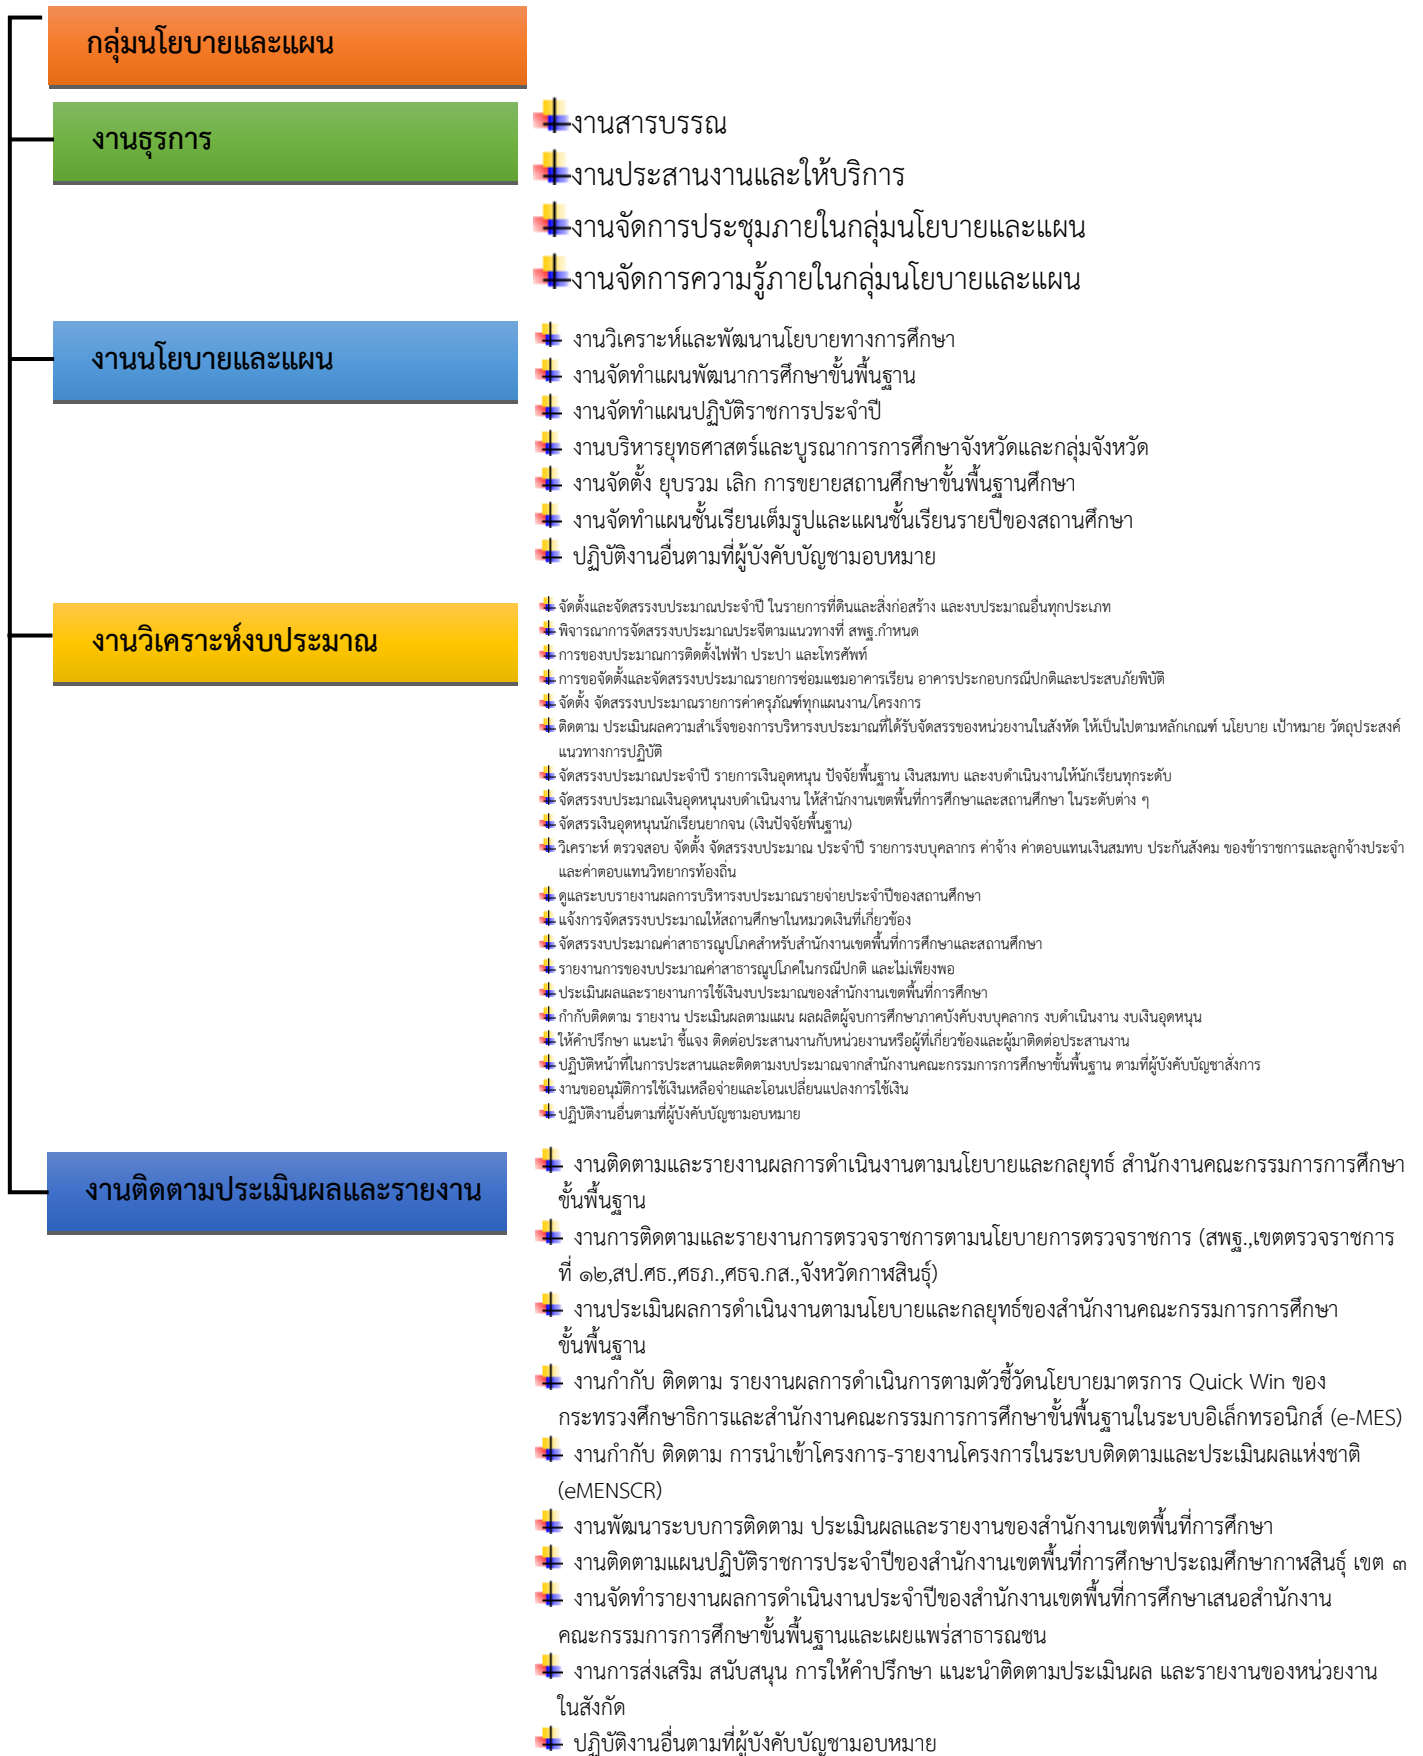 กลุ่มนโยบายและแผน
งานธุรการ
งานสารบรรณ
งานประสานงานและให้บริการ
งานจัดการประชุมภายในกลุ่มนโยบายและแผน
งานจัดการความรู้ภายในกลุ่มนโยบายและแผน
งานนโยบายและแผน
งานวิเคราะห์และพัฒนานโยบายทางการศึกษา
งานจัดทำแผนพัฒนาการศึกษาขั้นพื้นฐาน
งานจัดทำแผนปฏิบัติราชการประจำปี
งานบริหารยุทธศาสตร์และบูรณาการการศึกษาจังหวัดและกลุ่มจังหวัด
งานจัดตั้ง ยุบรวม เลิก การขยายสถานศึกษาขั้นพื้นฐานศึกษา
งานจัดทำแผนชั้นเรียนเต็มรูปและแผนชั้นเรียนรายปีของสถานศึกษา
ปฏิบัติงานอื่นตามที่ผู้บังคับบัญชามอบหมาย
งานวิเคราะห์งบประมาณ
จัดตั้งและจัดสรรงบประมาณประจำปี ในรายการที่ดินและสิ่งก่อสร้าง และงบประมาณอื่นทุกประเภท
พิจารณาการจัดสรรงบประมาณประจีตามแนวทางที่ สพฐ.กำหนด
การของบประมาณการติดตั้งไฟฟ้า ประปา และโทรศัพท์
การขอจัดตั้งและจัดสรรงบประมาณรายการซ่อมแซมอาคารเรียน อาคารประกอบกรณีปกติและประสบภัยพิบัติ
จัดตั้ง จัดสรรงบประมาณรายการค่าครุภัณฑ์ทุกแผนงาน/โครงการ
ติดตาม ประเมินผลความสำเร็จของการบริหารงบประมาณที่ได้รับจัดสรรของหน่วยงานในสังหัด ให้เป็นไปตามหลักเกณฑ์ นโยบาย เป้าหมาย วัตถุประสงค์
แนวทางการปฏิบัติ
จัดสรรงบประมาณประจำปี รายการเงินอุดหนุน ปัจจัยพื้นฐาน เงินสมทบ และงบดำเนินงานให้นักเรียนทุกระดับ
จัดสรรงบประมาณเงินอุดหนุนงบดำเนินงาน ให้สำนักงานเขตพื้นที่การศึกษาและสถานศึกษา ในระดับต่าง ๆ
จัดสรรเงินอุดหนุนนักเรียนยากจน (เงินปัจจัยพื้นฐาน)
วิเคราะห์ ตรวจสอบ จัดตั้ง จัดสรรงบประมาณ ประจำปี รายการงบบุคลากร ค่าจ้าง ค่าตอบแทนเงินสมทบ ประกันสังคม ของข้าราชการและลูกจ้างประจำ
และค่าตอบแทนวิทยากรท้องถิ่น
ดูแลระบบรายงานผลการบริหารงบประมาณรายจ่ายประจำปีของสถานศึกษา
แจ้งการจัดสรรงบประมาณให้สถานศึกษาในหมวดเงินที่เกี่ยวข้อง
จัดสรรงบประมาณค่าสาธารณูปโภคสำหรับสำนักงานเขตพื้นที่การศึกษาและสถานศึกษา
รายงานการของบประมาณค่าสาธารณูปโภคในกรณีปกติ และไม่เพียงพอ
ประเมินผลและรายงานการใช้เงินงบประมาณของสำนักงานเขตพื้นที่การศึกษา
กำกับติดตาม รายงาน ประเมินผลตามแผน ผลผลิตผู้จบการศึกษาภาคบังคับงบบุคลากร งบดำเนินงาน งบเงินอุดหนุน
ให้คำปรึกษา แนะนำ ชี้แจง ติดต่อประสานงานกับหน่วยงานหรือผู้ที่เกี่ยวข้องและผู้มาติดต่อประสานงาน
ปฏิบัติหน้าที่ในการประสานและติดตามงบประมาณจากสำนักงานคณะกรรมการการศึกษาขั้นพื้นฐาน ตามที่ผู้บังคับบัญชาสั่งการ
งานขออนุมัติการใช้เงินเหลือจ่ายและโอนเปลี่ยนแปลงการใช้เงิน
ปฏิบัติงานอื่นตามที่ผู้บังคับบัญชามอบหมาย
งานติดตามประเมินผลและรายงาน
งานติดตามและรายงานผลการดำเนินงานตามนโยบายและกลยุทธ์ สำนักงานคณะกรรมการการศึกษา
ขั้นพื้นฐาน
งานการติดตามและรายงานการตรวจราชการตามนโยบายการตรวจราชการ (สพฐ.,เขตตรวจราชการ
ที่ ๑๒,สป.ศธ.,ศธภ.,ศธจ.กส.,จังหวัดกาฬสินธุ์)
งานประเมินผลการดำเนินงานตามนโยบายและกลยุทธ์ของสำนักงานคณะกรรมการการศึกษา
ขั้นพื้นฐาน
งานกำกับ ติดตาม รายงานผลการดำเนินการตามตัวชี้วัดนโยบายมาตรการ Quick Win ของ
กระทรวงศึกษาธิการและสำนักงานคณะกรรมการการศึกษาขั้นพื้นฐานในระบบอิเล็กทรอนิกส์ (e-MES)
งานกำกับ ติดตาม การนำเข้าโครงการ-รายงานโครงการในระบบติดตามและประเมินผลแห่งชาติ
(eMENSCR)
งานพัฒนาระบบการติดตาม ประเมินผลและรายงานของสำนักงานเขตพื้นที่การศึกษา
งานติดตามแผนปฏิบัติราชการประจำปีของสำนักงานเขตพื้นที่การศึกษาประถมศึกษากาฬสินธุ์ เขต ๓
งานจัดทำรายงานผลการดำเนินงานประจำปีของสำนักงานเขตพื้นที่การศึกษาเสนอสำนักงาน
คณะกรรมการการศึกษาขั้นพื้นฐานและเผยแพร่สาธารณชน
งานการส่งเสริม สนับสนุน การให้คำปรึกษา แนะนำติดตามประเมินผล และรายงานของหน่วยงาน
ในสังกัด
ปฏิบัติงานอื่นตามที่ผู้บังคับบัญชามอบหมาย